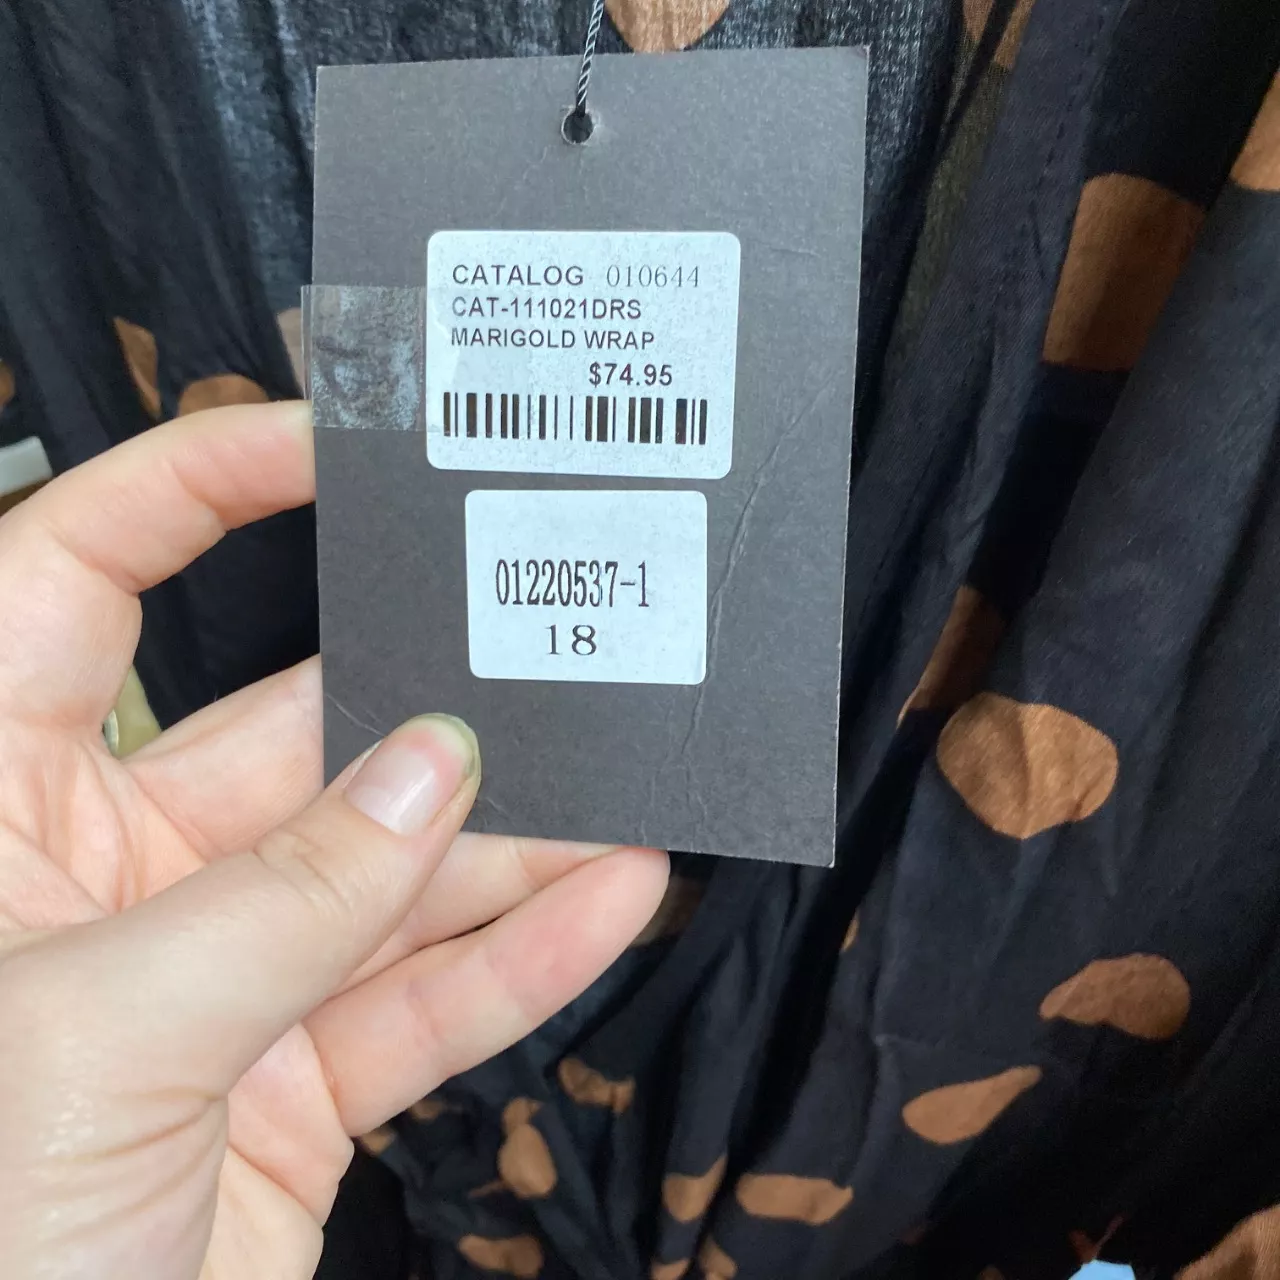 CATALOG 010644
CAT-111021DRS
MARIGOLD WRAP
$74.95
01220537-1
18